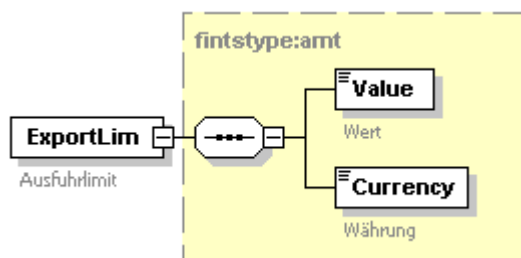 fintstype:amt
Value
Wert
ExportLim
Ausfuhrlimit
Currency
Währung